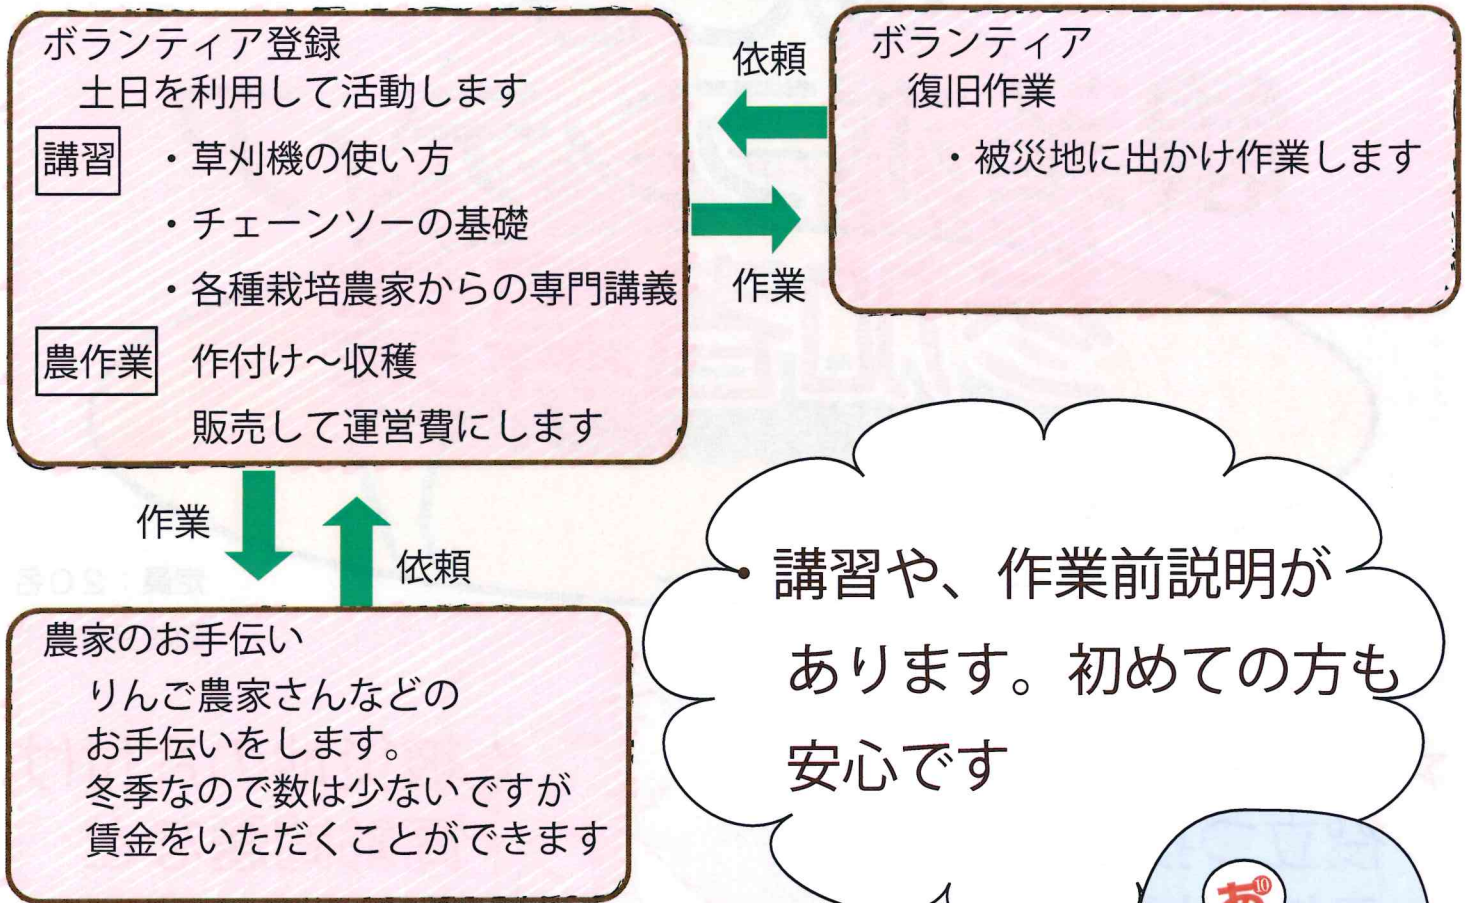 ボランティア登録
土日を利用して活動します
講習 ・草刈機の使い方
・チェーンソーの基礎
・各種栽培農家からの専門講義
農作業 作付け～収穫
販売して運営費にします
依頼
作業
ボランティア
復旧作業
・被災地に出かけ作業します
作業
依頼
農家のお手伝い
りんご農家さんなどの
お手伝いをします。
冬季なので数は少ないですが
賃金をいただくことができます
・講習や、作業前説明が
あります。初めての方も
安心です
定員：20名
あ
10